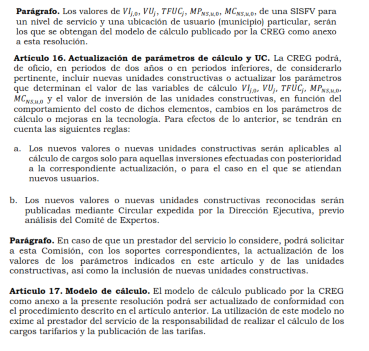 Parágrafo. Los valores de VI_{j,0}, VU_j, TFUC_j, MP_{NS,u,0}, MC_{NS,u,0}, de una SISFV para
un nivel de servicio y una ubicación de usuario (municipio) particular, serán
los que se obtengan del modelo de cálculo publicado por la CREG como anexo
a esta resolución.
Artículo 16. Actualización de parámetros de cálculo y UC. La CREG podrá,
de oficio, en periodos de dos años o en periodos inferiores, de considerarlo
pertinente, incluir nuevas unidades constructivas o actualizar los parámetros
que determinan el valor de las variables de cálculo VI_{j,0}, VU_j, TFUC_j, MP_{NS,u,0}
MC_{NS,u,0} y el valor de inversión de las unidades constructivas, en función del
comportamiento del costo de dichos elementos, cambios en los parámetros de
cálculo o mejoras en la tecnología. Para efectos de lo anterior, se tendrán en
cuenta las siguientes reglas:
a. Los nuevos valores o nuevas unidades constructivas serán aplicables al
cálculo de cargos solo para aquellas inversiones efectuadas con posterioridad
a la correspondiente actualización, o para el caso en el que se atiendan
nuevos usuarios.
b. Los nuevos valores o nuevas unidades constructivas reconocidas serán
publicadas mediante Circular expedida por la Dirección Ejecutiva, previo
análisis del Comité de Expertos.
Parágrafo. En caso de que un prestador del servicio lo considere, podrá solicitar
a esta Comisión, con los soportes correspondientes, la actualización de los
valores de los parámetros indicados en este artículo y de las unidades
constructivas, así como la inclusión de nuevas unidades constructivas.
Artículo 17. Modelo de cálculo. El modelo de cálculo publicado por la CREG
como anexo a la presente resolución podrá ser actualizado de conformidad con
el procedimiento descrito en el artículo anterior. La utilización de este modelo no
exime al prestador del servicio de la responsabilidad de realizar el cálculo de los
cargos tarifarios y la publicación de las tarifas.